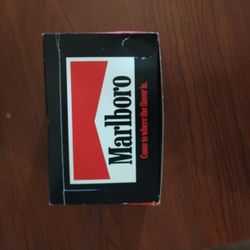 Marlboro
Come to where the flavor is.